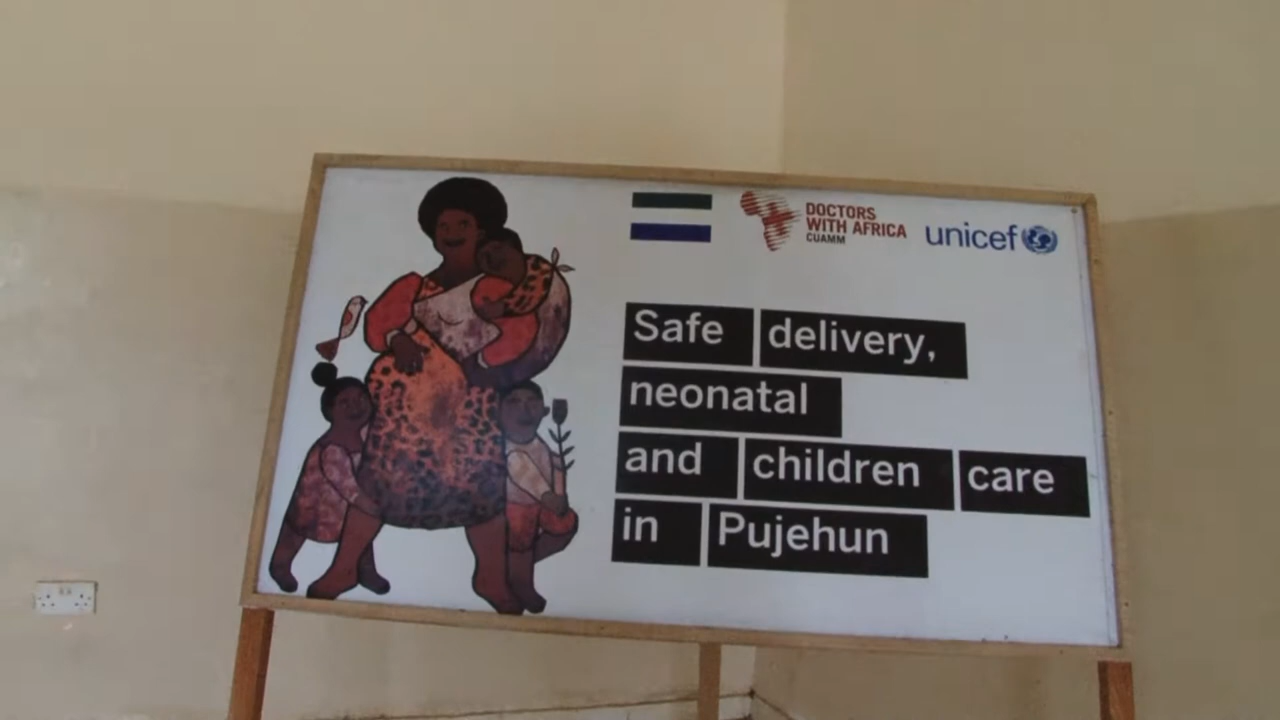 DOCTORS
WITH AFRICA
CUAMM
unicef
Safe delivery,
neonatal
and children care
in Pujehun